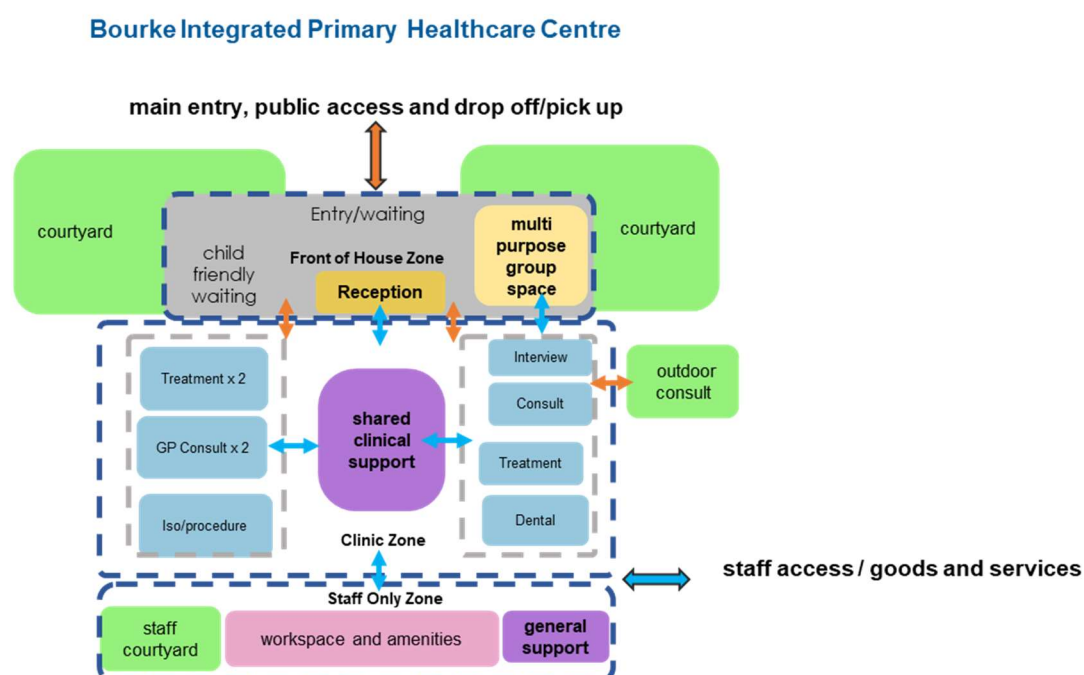 Bourke Integrated Primary Healthcare Centre
main entry, public access and drop off/pick up
courtyard
Entry/waiting
child
friendly
waiting
Front of House Zone
Reception
multi
purpose
group
space
courtyard
Treatment x 2
GP Consult x 2
Iso/procedure
shared
clinical
support
Clinic Zone
Interview
Consult
Treatment
Dental
outdoor
consult
staff access / goods and services
Staff Only Zone
staff
courtyard
workspace and amenities
general
support